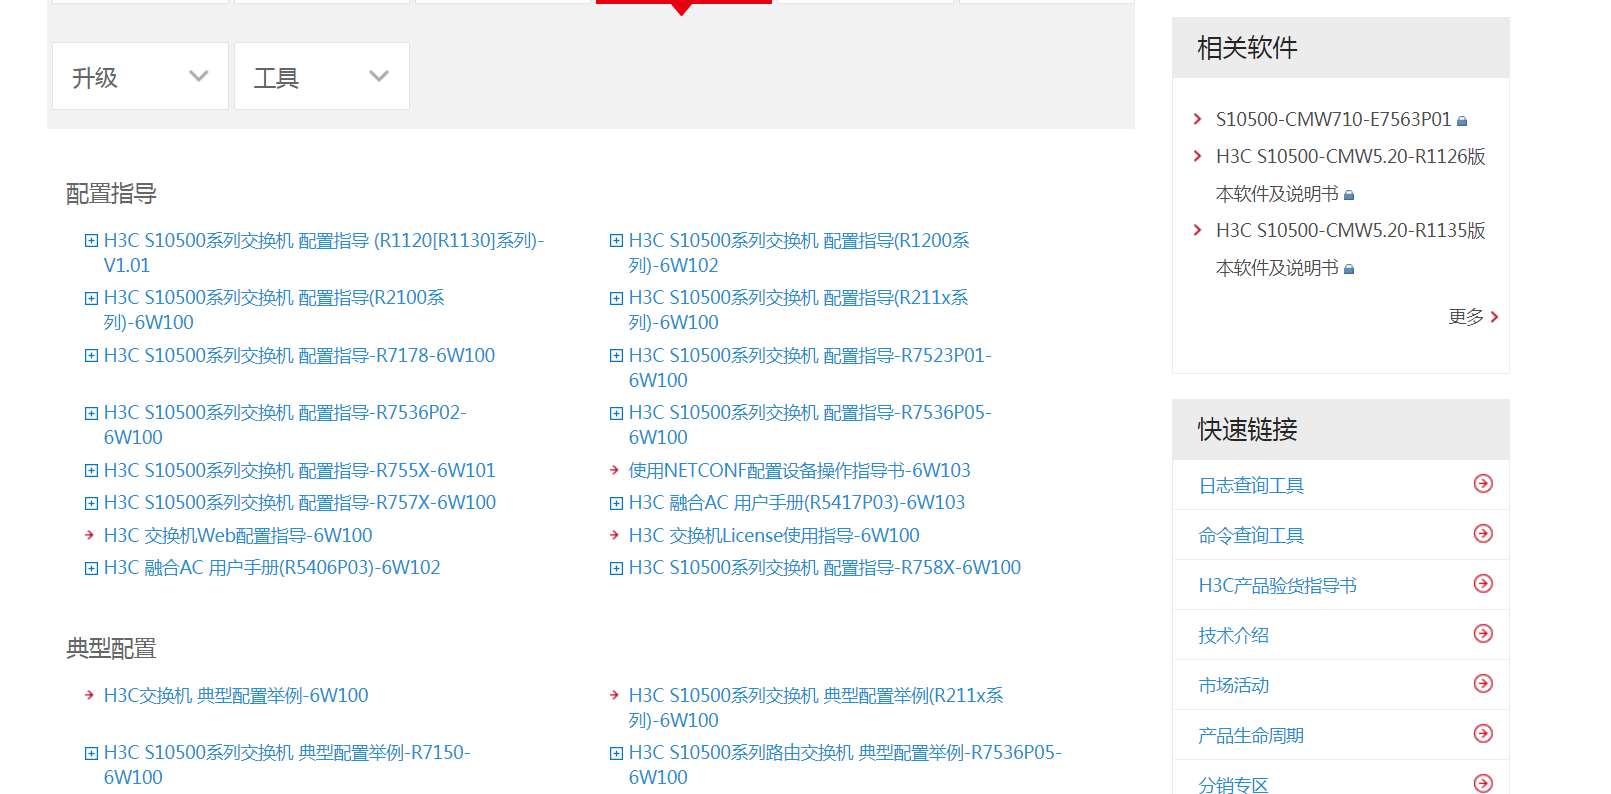 升级
工具
配置指导
H3C S10500系列交换机 配置指导 (R1120[R1130]系列)-
V1.01
H3C S10500系列交换机 配置指导(R1200系
列)-6W102
H3C S10500系列交换机 配置指导(R2100系
列)-6W100
H3C S10500系列交换机 配置指导(R211x系
列)-6W100
H3C S10500系列交换机 配置指导-R7178-6W100
H3C S10500系列交换机 配置指导-R7523P01-
6W100
H3C S10500系列交换机 配置指导-R7536P02-
6W100
H3C S10500系列交换机 配置指导-R7536P05-
6W100
H3C S10500系列交换机 配置指导-R755X-6W101
使用NETCONF配置设备操作指导书-6W103
H3C S10500系列交换机 配置指导-R757X-6W100
H3C 融合AC 用户手册(R5417P03)-6W103
H3C 交换机Web配置指导-6W100
H3C 交换机License使用指导-6W100
H3C 融合AC 用户手册(R5406P03)-6W102
H3C S10500系列交换机 配置指导-R758X-6W100
典型配置
H3C交换机 典型配置举例-6W100
H3C S10500系列交换机 典型配置举例(R211x系
列)-6W100
H3C S10500系列交换机 典型配置举例-R7150-
6W100
H3C S10500系列路由交换机 典型配置举例-R7536P05-
6W100
相关软件
S10500-CMW710-E7563P01
H3C S10500-CMW5.20-R1126版
本软件及说明书
H3C S10500-CMW5.20-R1135版
本软件及说明书
更多
快速链接
日志查询工具
命令查询工具
H3C产品验货指导书
技术介绍
市场活动
产品生命周期
分销专区